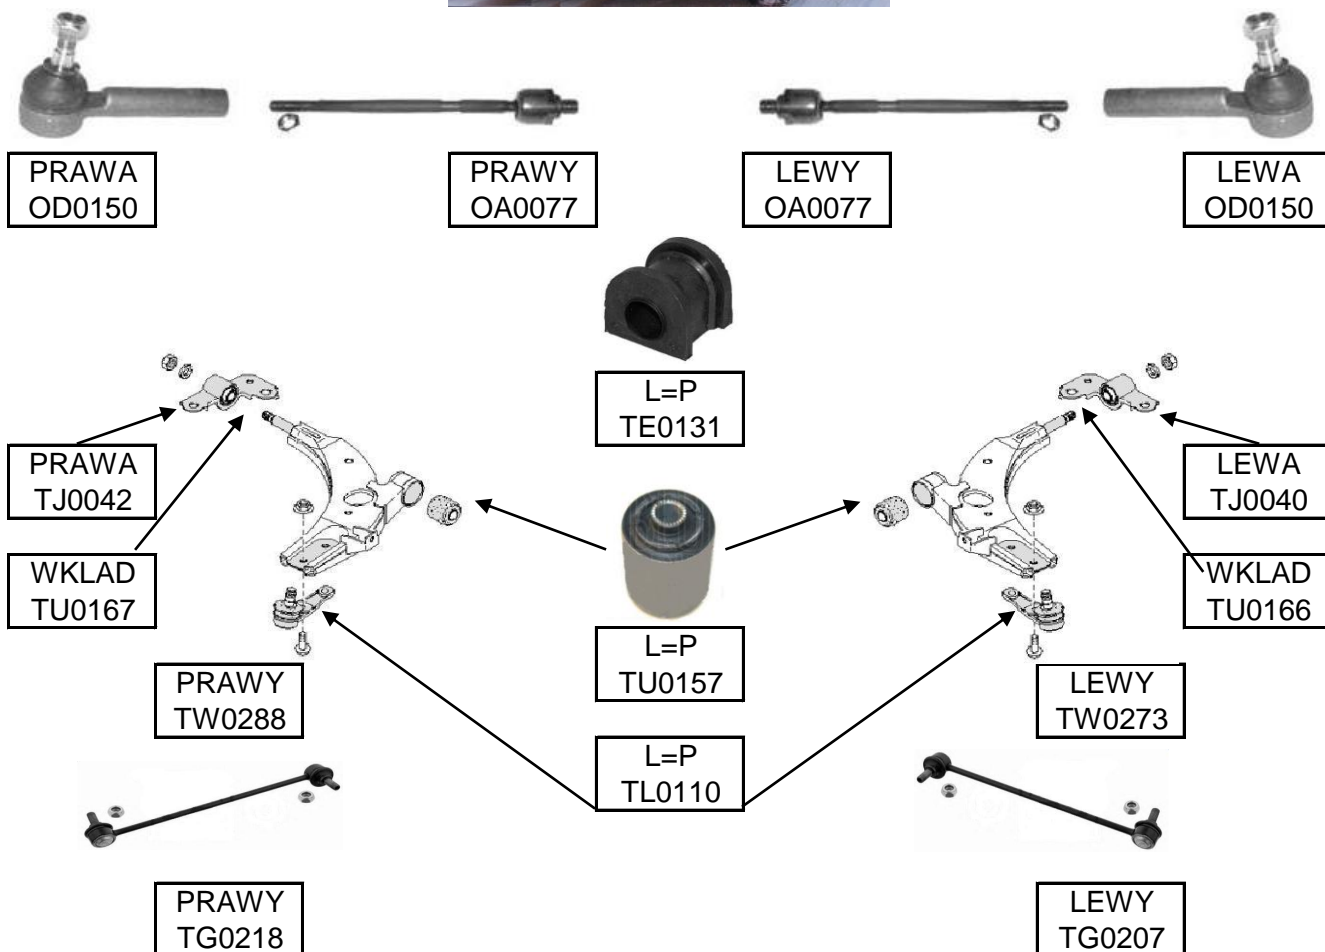 PRAWA
OD0150
PRAWY
OA0077
LEWY
OA0077
LEWA
OD0150
L=P
TE0131
PRAWA
TJ0042
LEWA
TJ0040
WKLAD
TU0167
WKLAD
TU0166
L=P
TU0157
PRAWY
TW0288
LEWY
TW0273
L=P
TL0110
PRAWY
TG0218
LEWY
TG0207